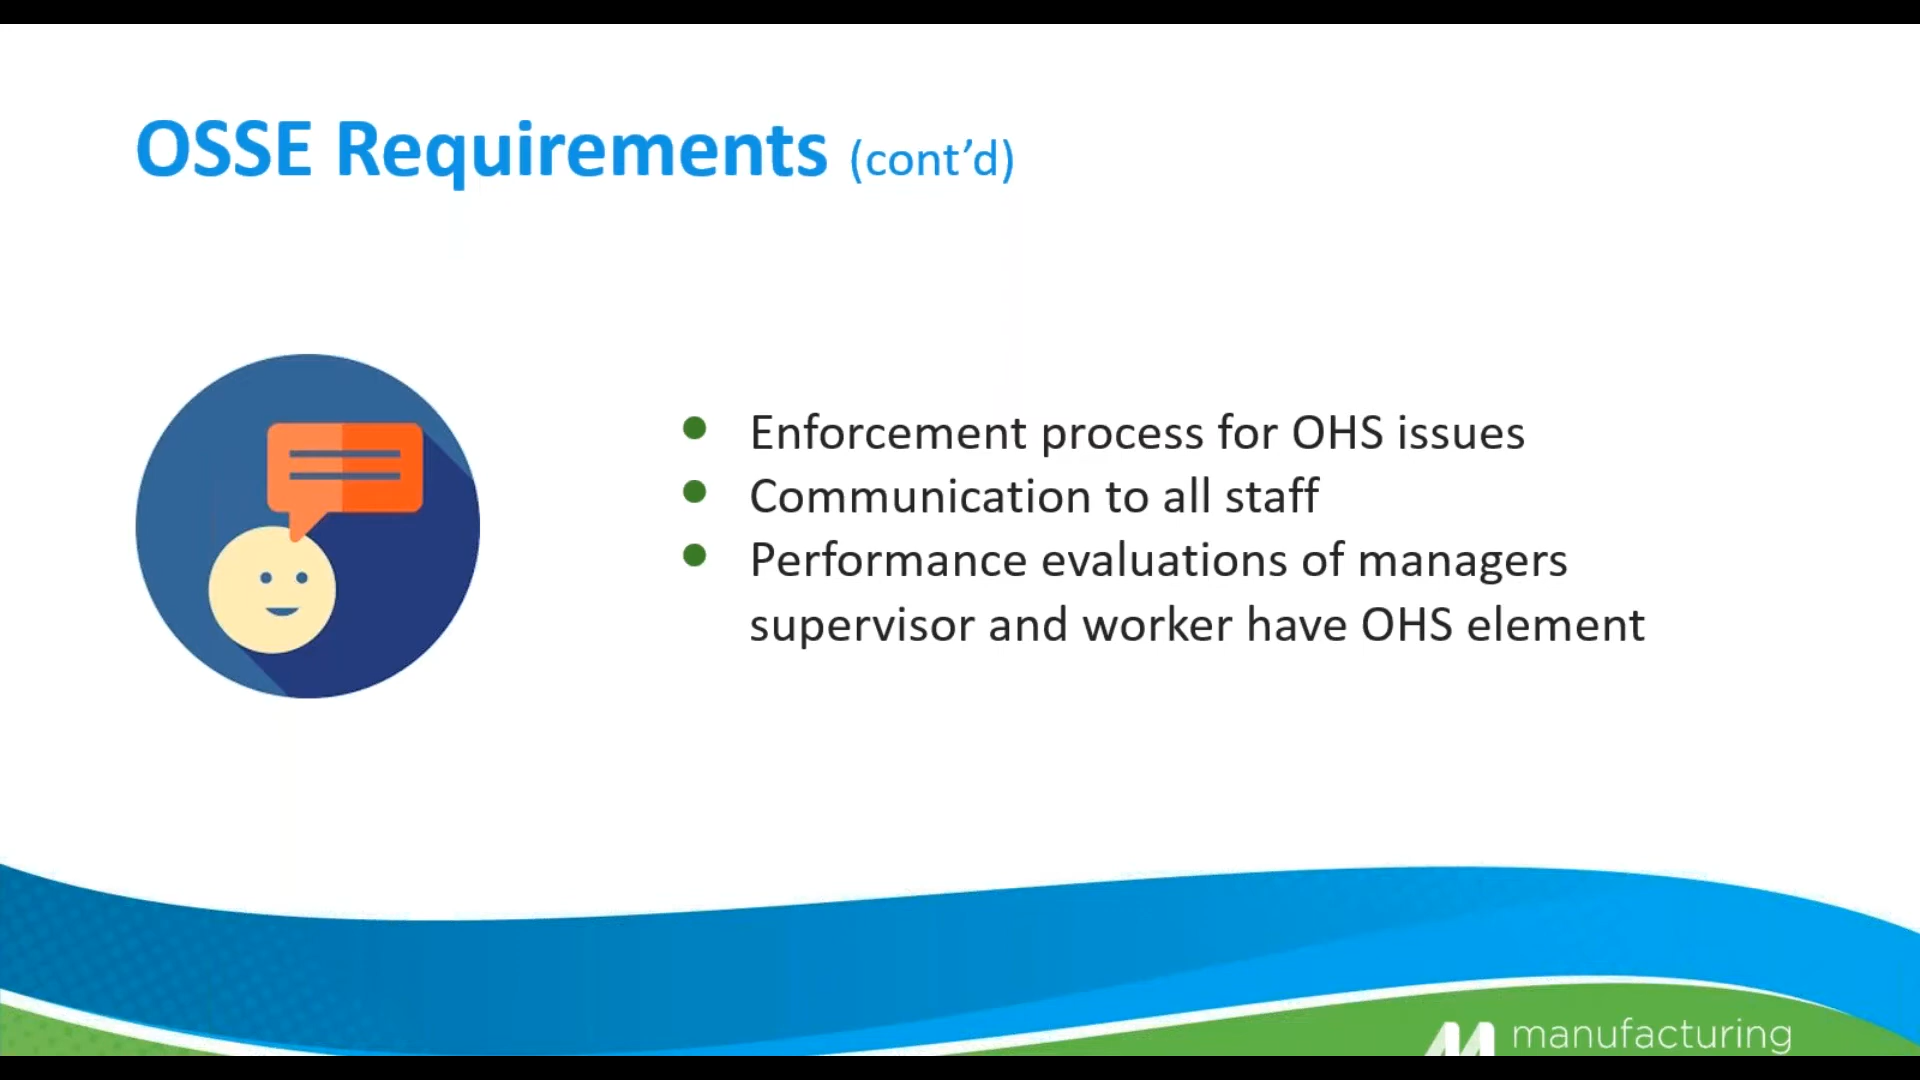 OSSE Requirements (cont’d)
• Enforcement process for OHS issues
• Communication to all staff
• Performance evaluations of managers
supervisor and worker have OHS element
manufacturing